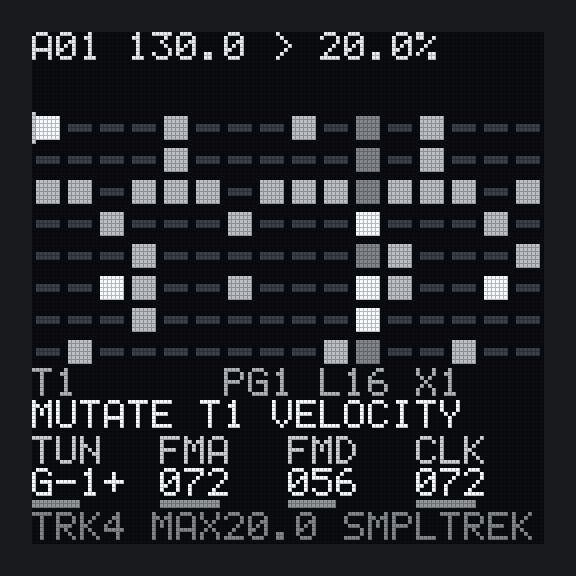 A01 130.0 > 20.0%
T1 PG1 L16 X1
MUTATE T1 VELOCITY
TUN FMA FMD CLK
G-1+ 072 056 072
TRK4 MAX20.0 SMPLTREK